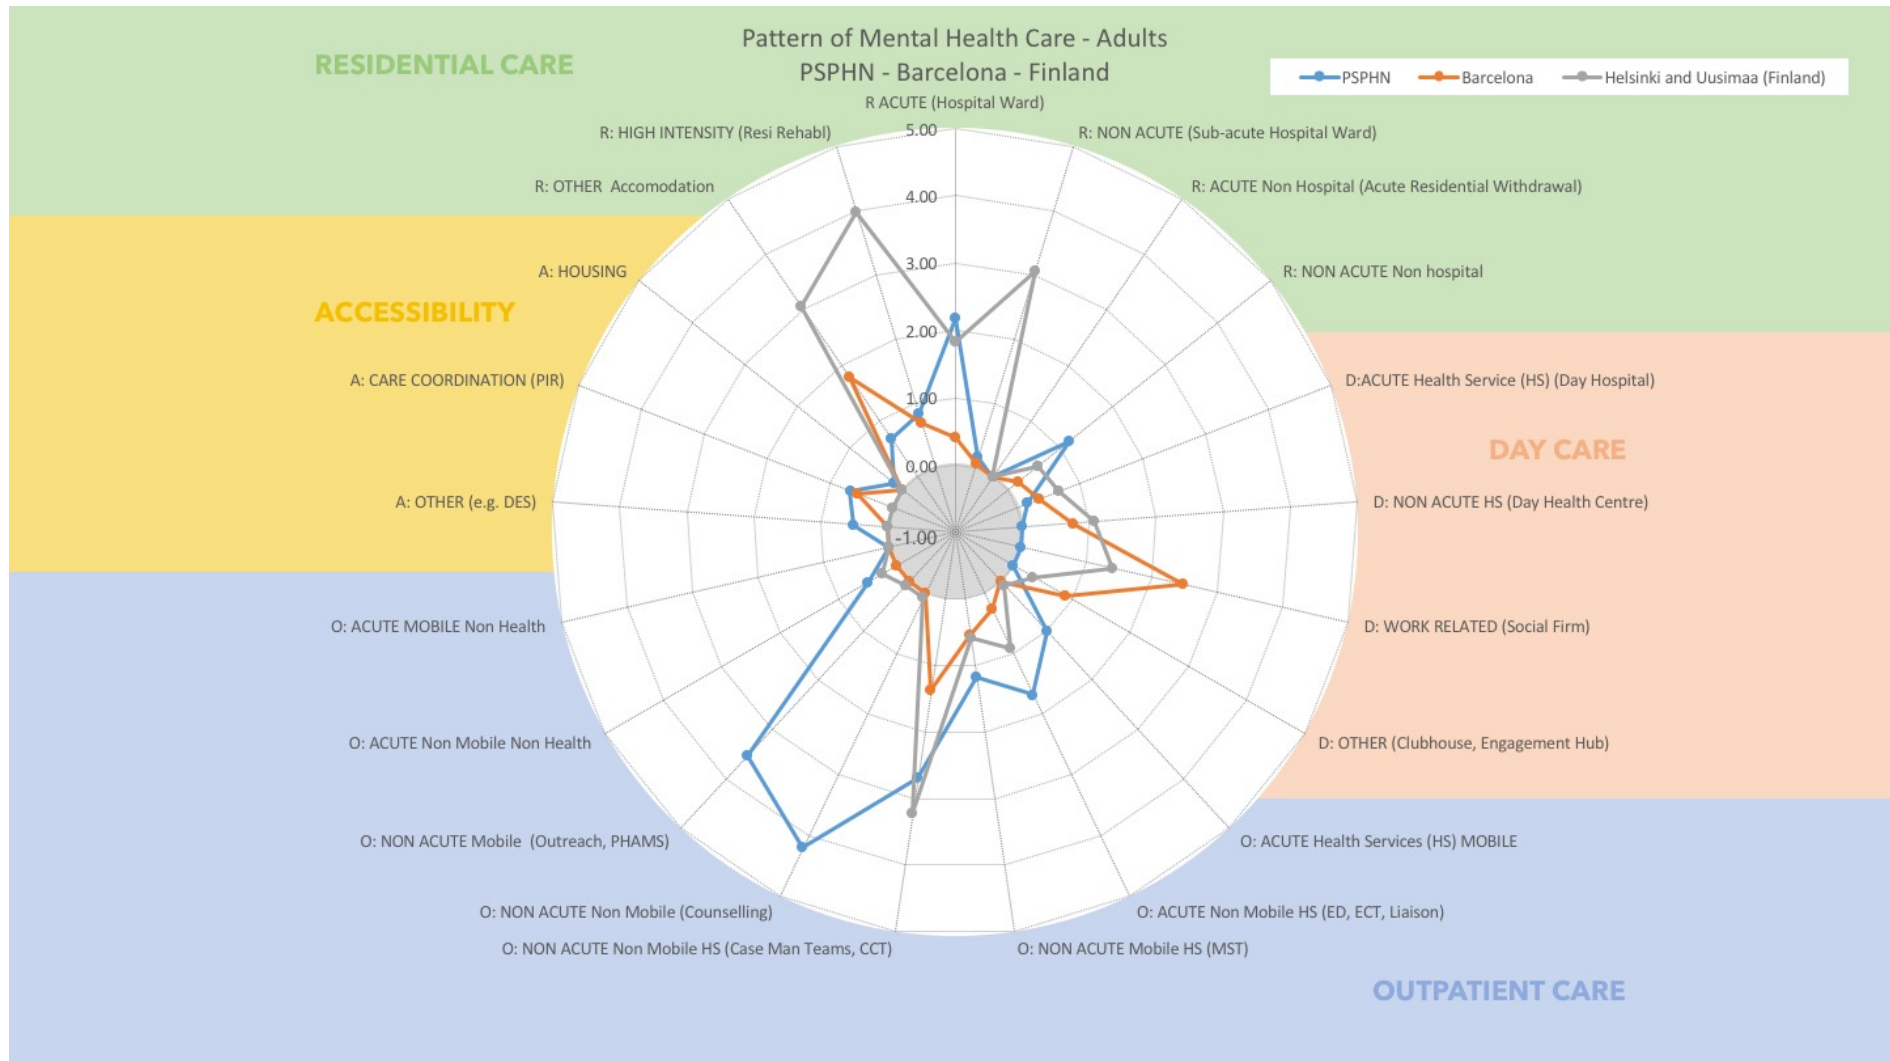 Pattern of Mental Health Care - Adults
PSPHN - Barcelona - Finland
RESIDENTIAL CARE
PSPHN
Barcelona
Helsinki and Uusimaa (Finland)
R ACUTE (Hospital Ward)
R: HIGH INTENSITY (Resi Rehabl)
5.00
R: NON ACUTE (Sub-acute Hospital Ward)
R: OTHER Accomodation
4.00
R: ACUTE Non Hospital (Acute Residential Withdrawal)
A: HOUSING
3.00
R: NON ACUTE Non hospital
ACCESSIBILITY
2.00
A: CARE COORDINATION (PIR)
1.00
D:ACUTE Health Service (HS) (Day Hospital)
DAY CARE
0.00
A: OTHER (e.g. DES)
D: NON ACUTE HS (Day Health Centre)
-1.00
O: ACUTE MOBILE Non Health
D: WORK RELATED (Social Firm)
O: ACUTE Non Mobile Non Health
D: OTHER (Clubhouse, Engagement Hub)
O: NON ACUTE Mobile (Outreach, PHAMS)
O: ACUTE Health Services (HS) MOBILE
O: NON ACUTE Non Mobile (Counselling)
O: ACUTE Non Mobile HS (ED, ECT, Liaison)
O: NON ACUTE Non Mobile HS (Case Man Teams, CCT)
O: NON ACUTE Mobile HS (MST)
OUTPATIENT CARE